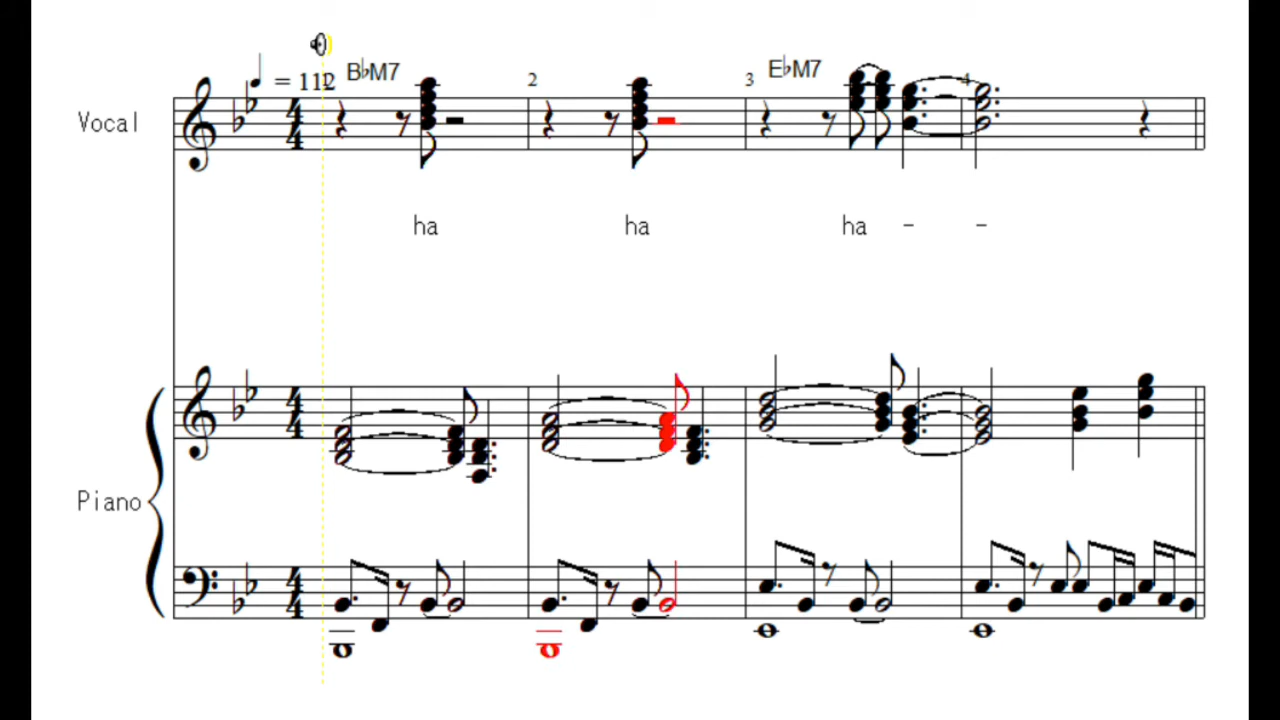 ♩ = 112 B♭M7 2 3 E♭M7 4
Vocal
ha ha ha - -
Piano